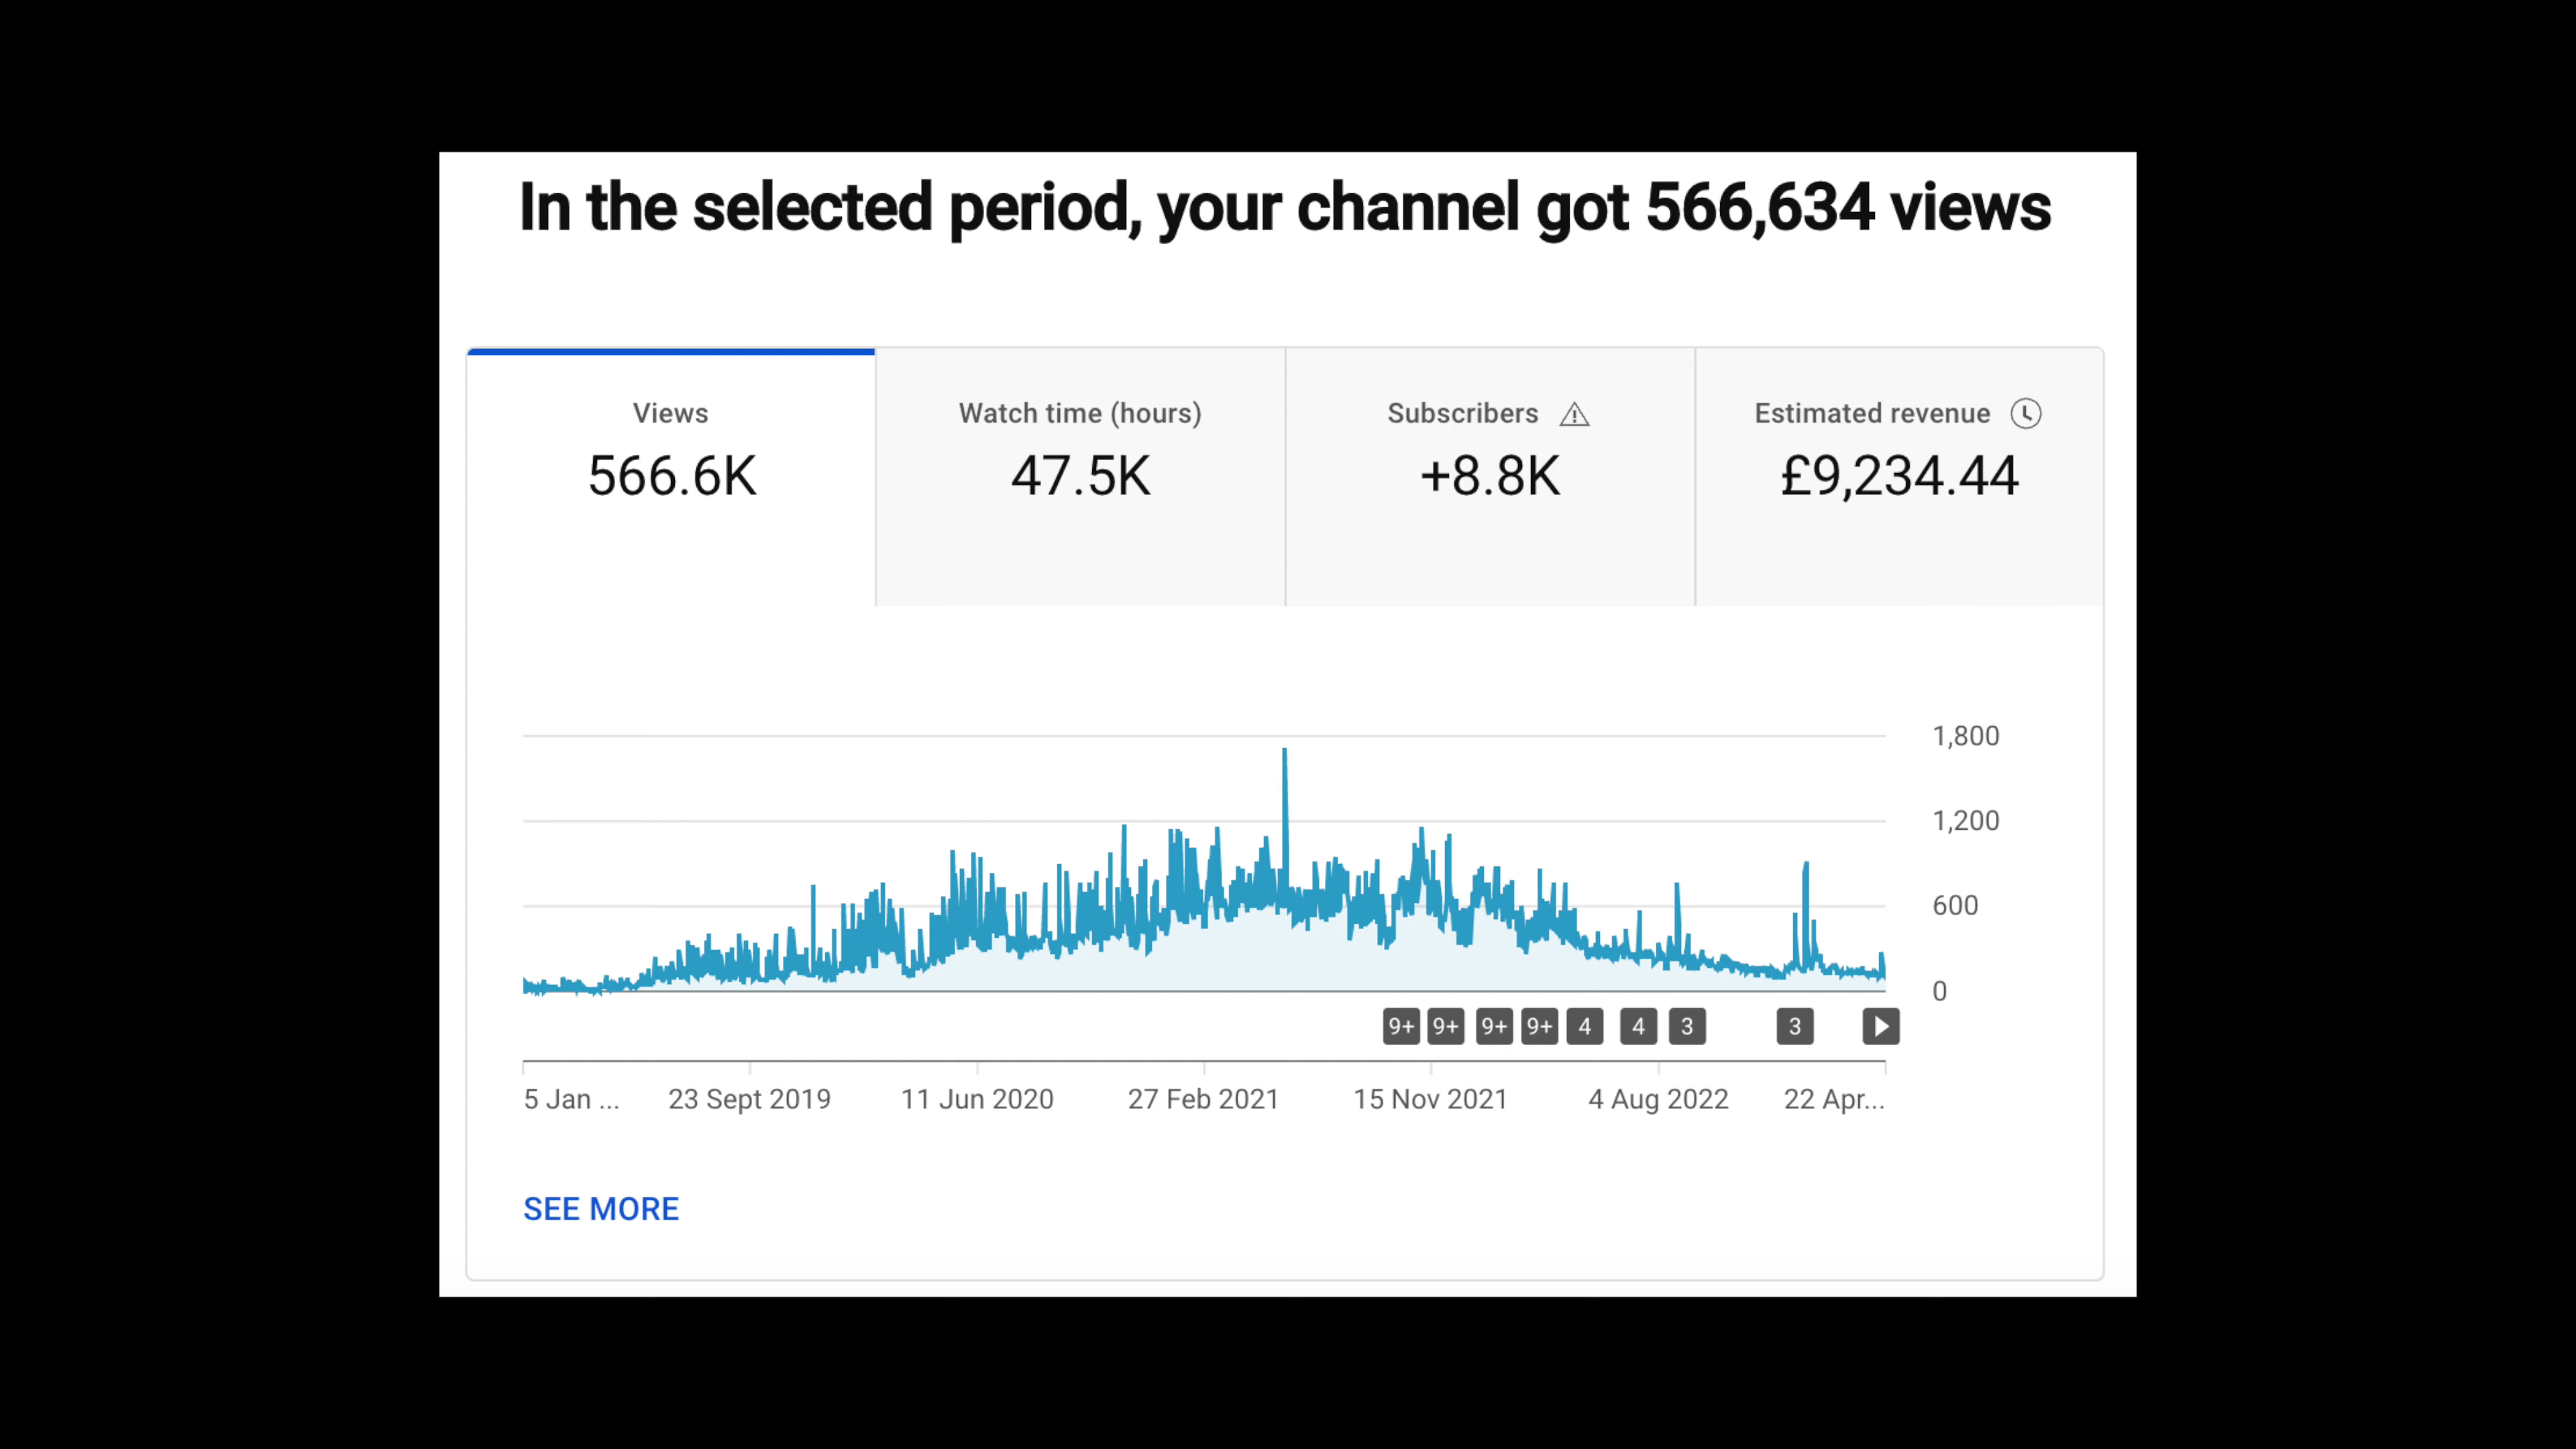 In the selected period, your channel got 566,634 views
Views
566.6K
Watch time (hours)
47.5K
Subscribers
+8.8K
Estimated revenue
£9,234.44
1,800
1,200
600
0
9+ 9+ 9+ 9+ 4 4 3 3
5 Jan ... 23 Sept 2019 11 Jun 2020 27 Feb 2021 15 Nov 2021 4 Aug 2022 22 Apr...
SEE MORE